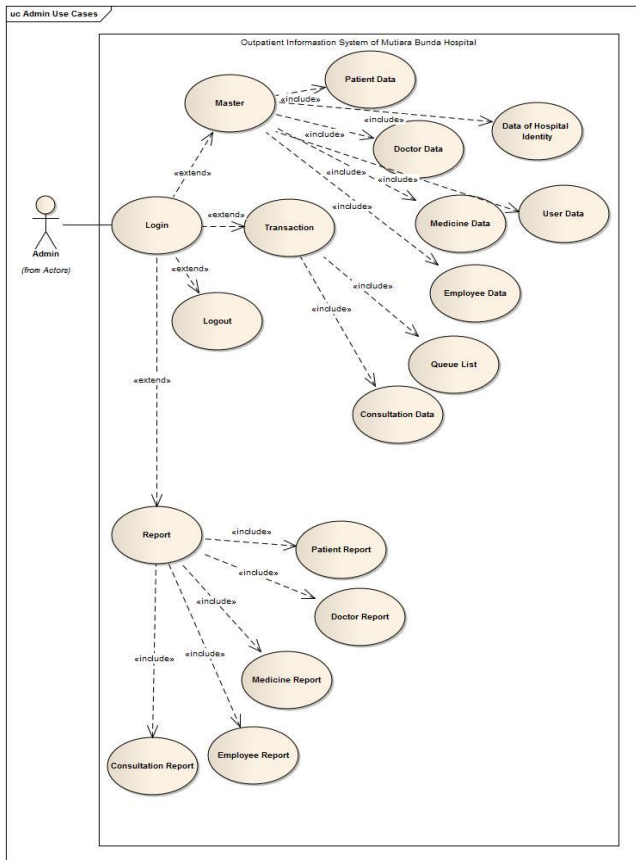 uc Admin Use Cases
Outpatient Informastion System of Mutiara Bunda Hospital
Patient Data
Master
«include»
«include»
Data of Hospital
Identity
«include»
Doctor Data
«include»
«extend»
«include»
User Data
Login
«extend»
Transaction
Medicine Data
Admin
(from Actors)
«extend»
Employee Data
Logout
«include»
«include»
Queue List
«extend»
Consultation Data
Report
«include»
Patient Report
«include»
Doctor Report
«include»
«include»
«include»
Medicine Report
Employee Report
Consultation Report